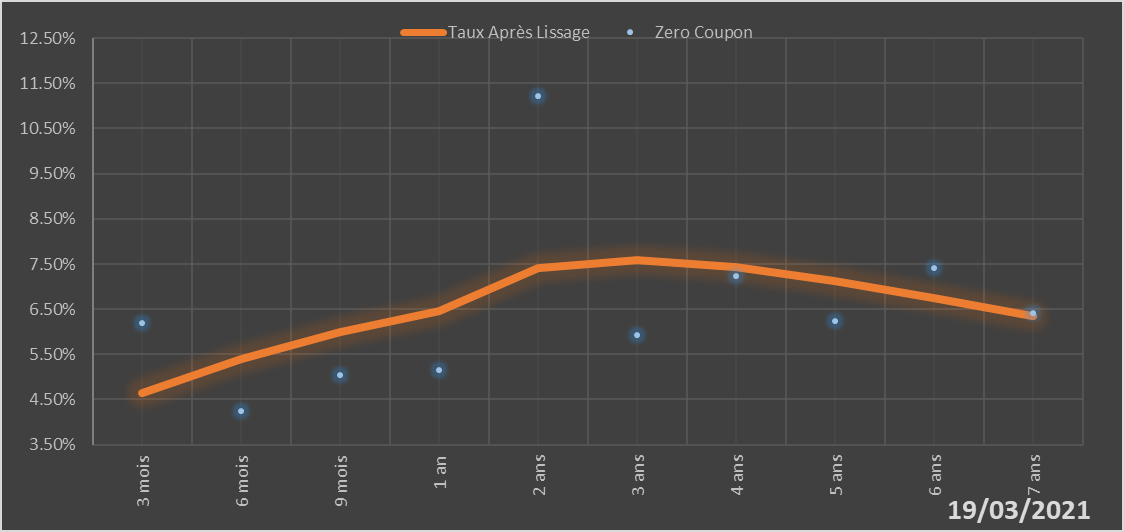 Taux Après Lissage
Zero Coupon
12.50%
11.50%
10.50%
9.50%
8.50%
7.50%
6.50%
5.50%
4.50%
3.50%
3 mois
6 mois
9 mois
1 an
2 ans
3 ans
4 ans
5 ans
6 ans
7 ans
19/03/2021